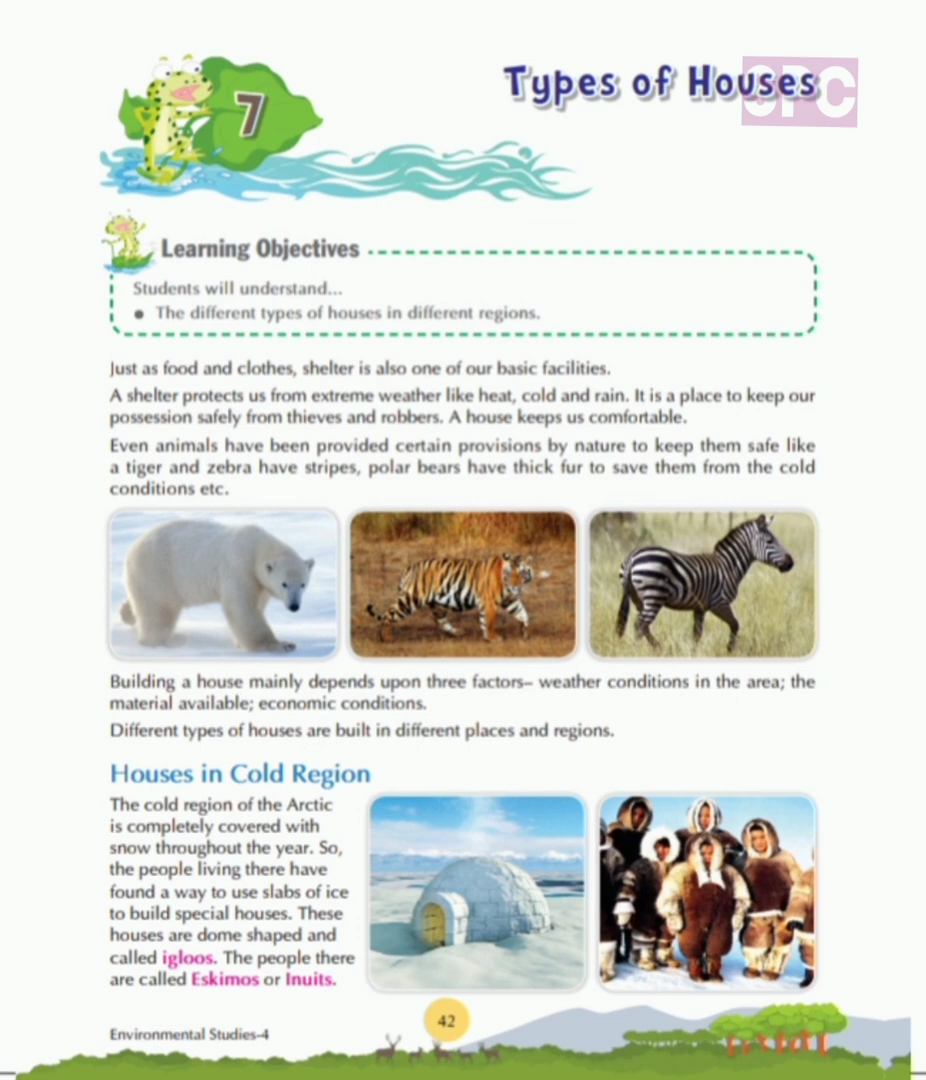 7
Types of Houses
SPC
Learning Objectives
Students will understand...
● The different types of houses in different regions.
Just as food and clothes, shelter is also one of our basic facilities.
A shelter protects us from extreme weather like heat, cold and rain. It is a place to keep our
possession safely from thieves and robbers. A house keeps us comfortable.
Even animals have been provided certain provisions by nature to keep them safe like
a tiger and zebra have stripes, polar bears have thick fur to save them from the cold
conditions etc.
Building a house mainly depends upon three factors– weather conditions in the area; the
material available; economic conditions.
Different types of houses are built in different places and regions.
Houses in Cold Region
The cold region of the Arctic
is completely covered with
snow throughout the year. So,
the people living there have
found a way to use slabs of ice
to build special houses. These
houses are dome shaped and
called igloos. The people there
are called Eskimos or Inuits.
42
Environmental Studies-4